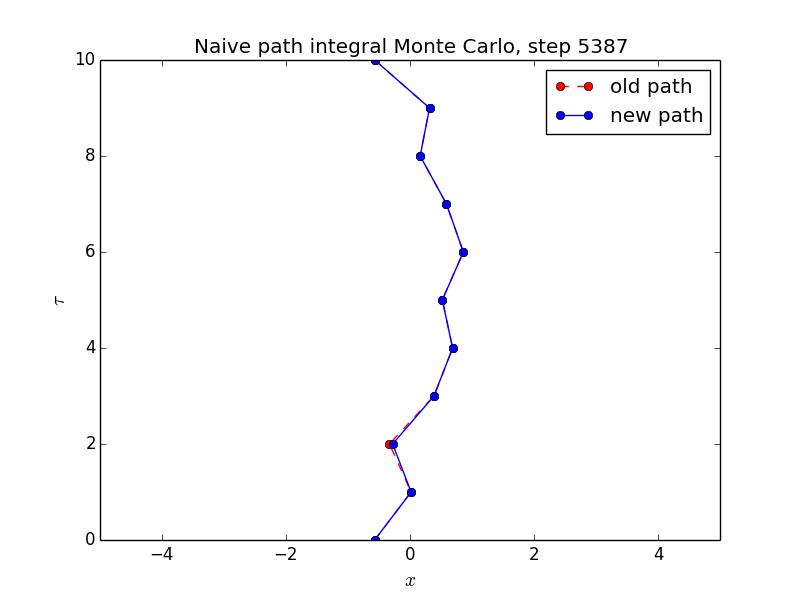 Naive path integral Monte Carlo, step 5387
old path
new path
10
8
6
4
2
0
τ
−4 −2 0 2 4
x